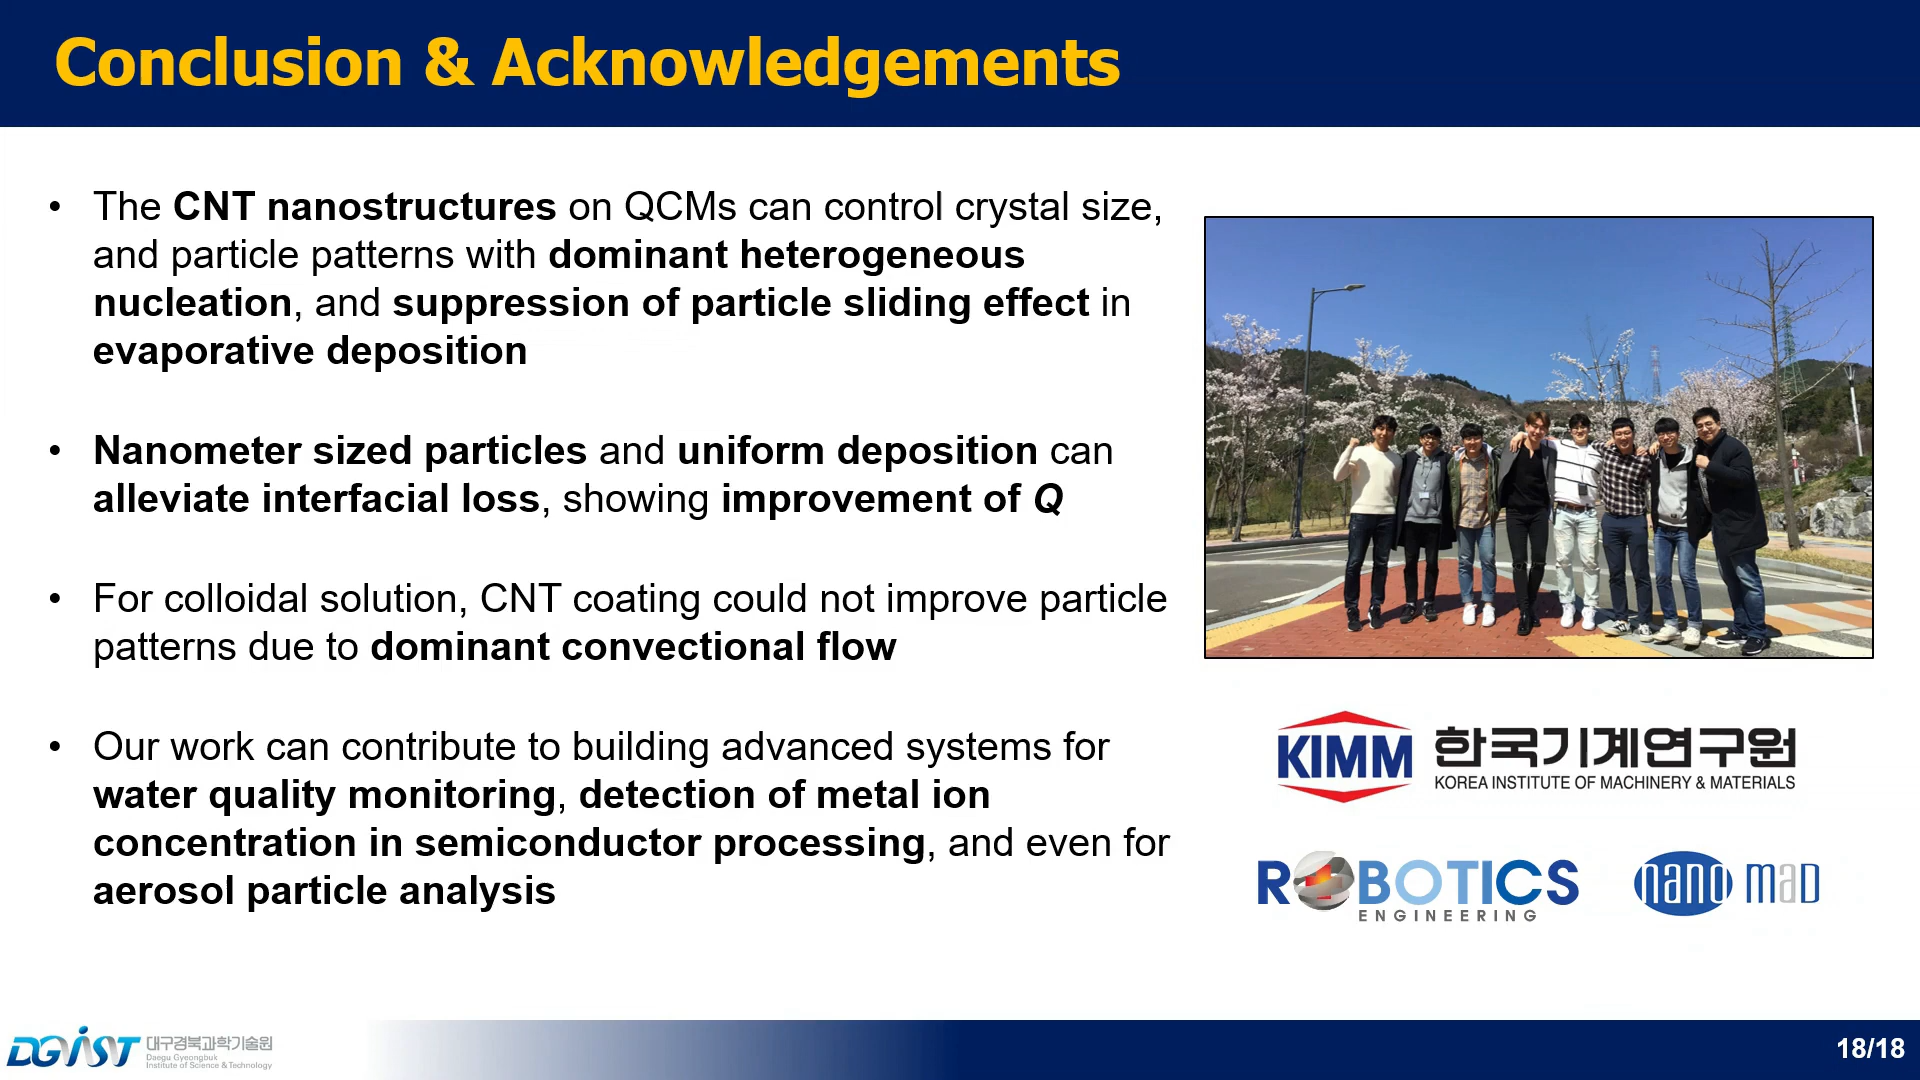 Conclusion & Acknowledgements
• The CNT nanostructures on QCMs can control crystal size,
and particle patterns with dominant heterogeneous
nucleation, and suppression of particle sliding effect in
evaporative deposition
• Nanometer sized particles and uniform deposition can
alleviate interfacial loss, showing improvement of Q
• For colloidal solution, CNT coating could not improve particle
patterns due to dominant convectional flow
• Our work can contribute to building advanced systems for
water quality monitoring, detection of metal ion
concentration in semiconductor processing, and even for
aerosol particle analysis
KIMM 한국기계연구원
KOREA INSTITUTE OF MACHINERY & MATERIALS
ROBOTICS
ENGINEERING
nano maD
DGIST 대구경북과학기술원
Daegu Gyeongbuk
Institute of Science & Technology
18/18